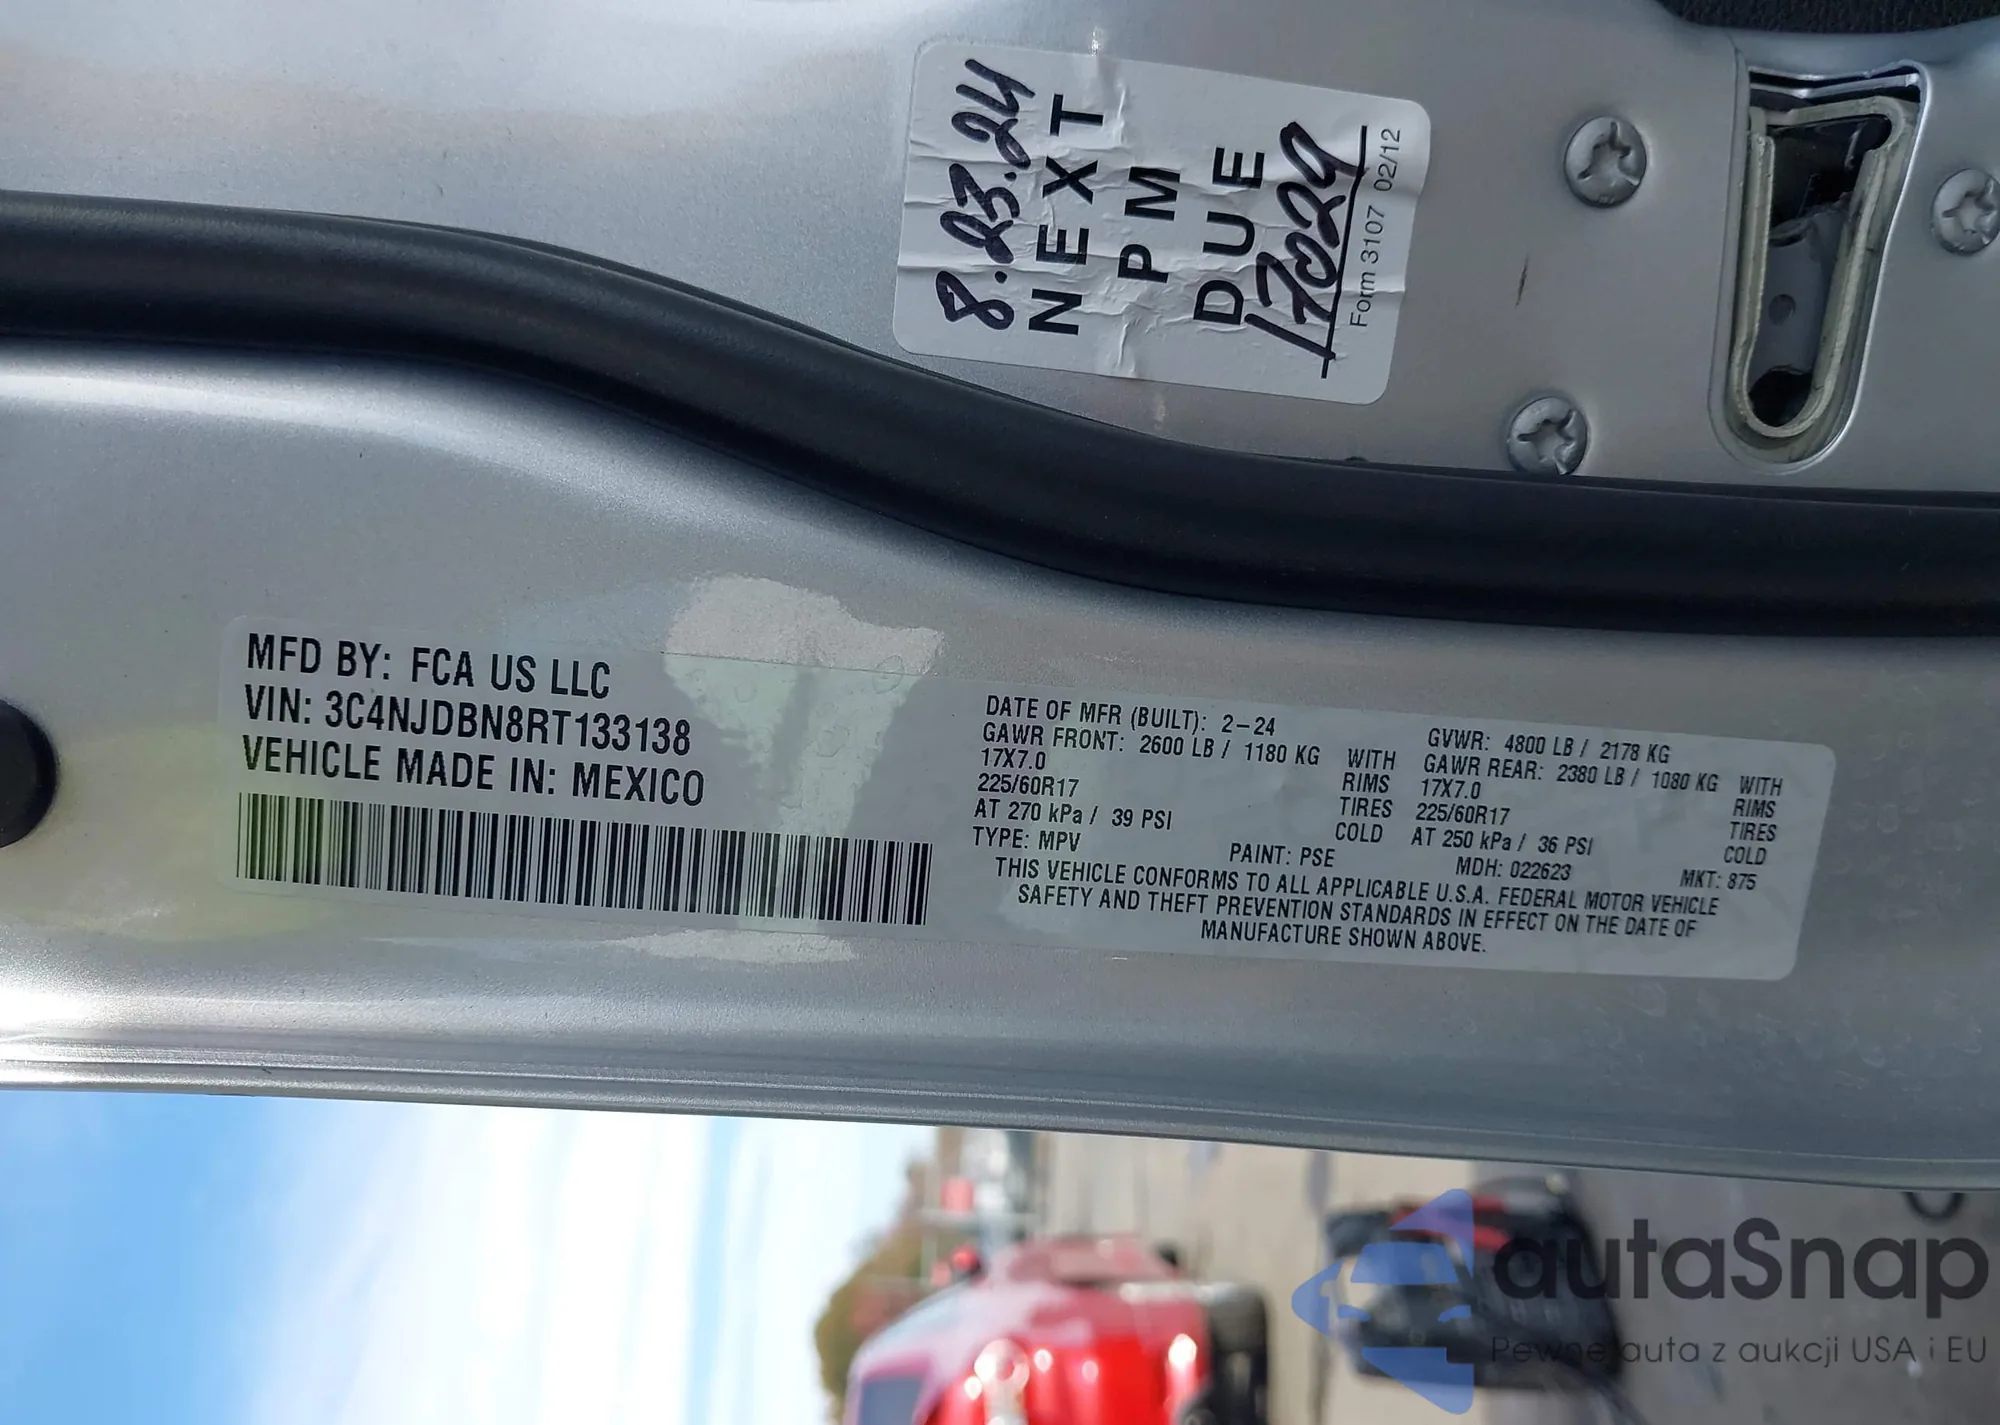 8.23.24
NEXT
PM
DUE
17029
Form 3107 02/12
MFD BY: FCA US LLC
VIN: 3C4NJDBN8RT133138
VEHICLE MADE IN: MEXICO
DATE OF MFR (BUILT): 2-24 GVWR: 4800 LB / 2178 KG
GAWR FRONT: 2600 LB / 1180 KG WITH GAWR REAR: 2380 LB / 1080 KG WITH
17X7.0 RIMS 17X7.0 RIMS
225/60R17 TIRES 225/60R17 TIRES
AT 270 kPa / 39 PSI COLD AT 250 kPa / 36 PSI COLD
TYPE: MPV PAINT: PSE MDH: 022623 MKT: 875
THIS VEHICLE CONFORMS TO ALL APPLICABLE U.S.A. FEDERAL MOTOR VEHICLE
SAFETY AND THEFT PREVENTION STANDARDS IN EFFECT ON THE DATE OF
MANUFACTURE SHOWN ABOVE.
autaSnap
Pewne auta z aukcji USA i EU